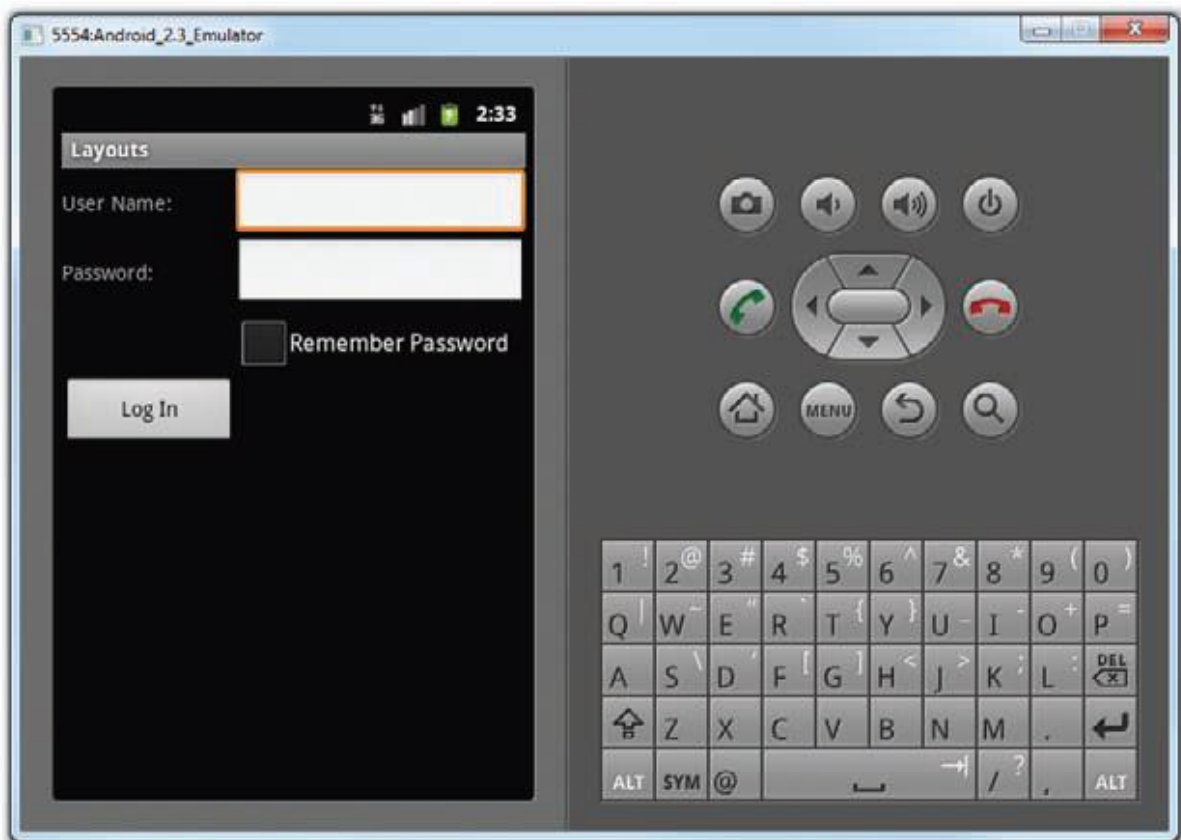 5554:Android_2.3_Emulator
2:33
Layouts
User Name:
Password:
Remember Password
Log In
MENU
1 ! 2 @ 3 # 4 $ 5 % 6 ^ 7 & 8 * 9 ( 0 )
Q | W ~ E " R ` T { Y } U _ I - O + P =
A S \ D ' F [ G ] H < J > K ; L : DEL
Z X C V B N M .
ALT SYM @ / ? , ALT